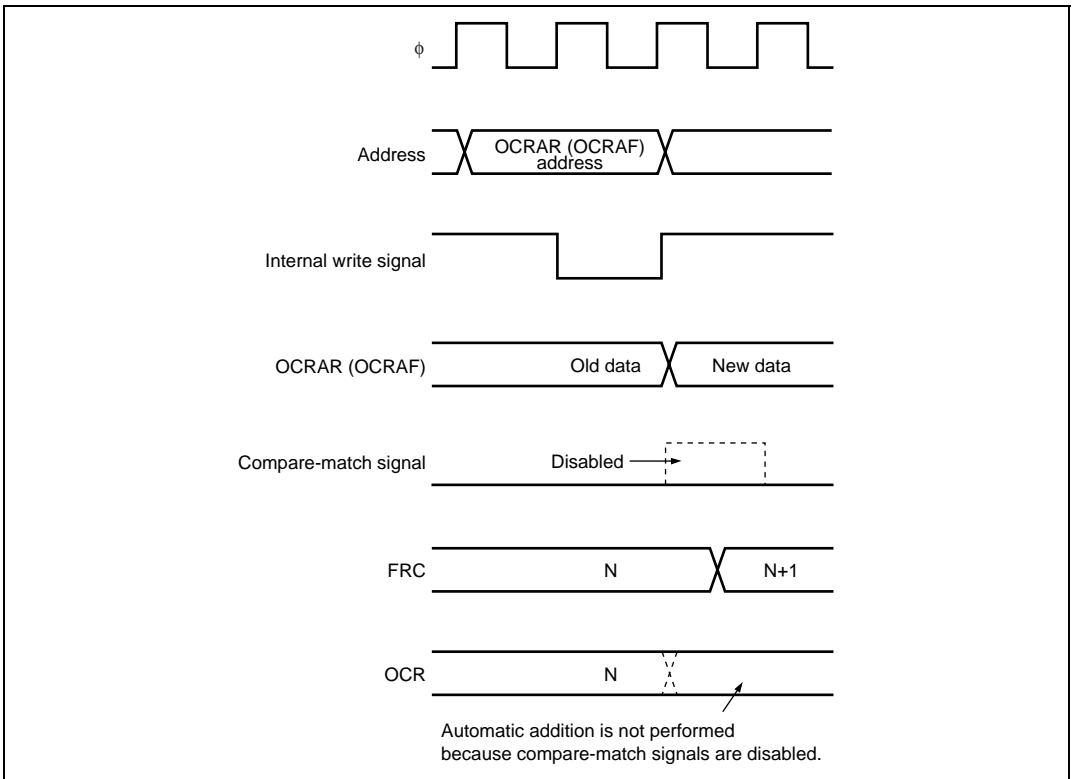 ϕ
Address
OCRAR (OCRAF)
address
Internal write signal
OCRAR (OCRAF)
Old data
New data
Compare-match signal
Disabled
FRC
N
N+1
OCR
N
Automatic addition is not performed
because compare-match signals are disabled.